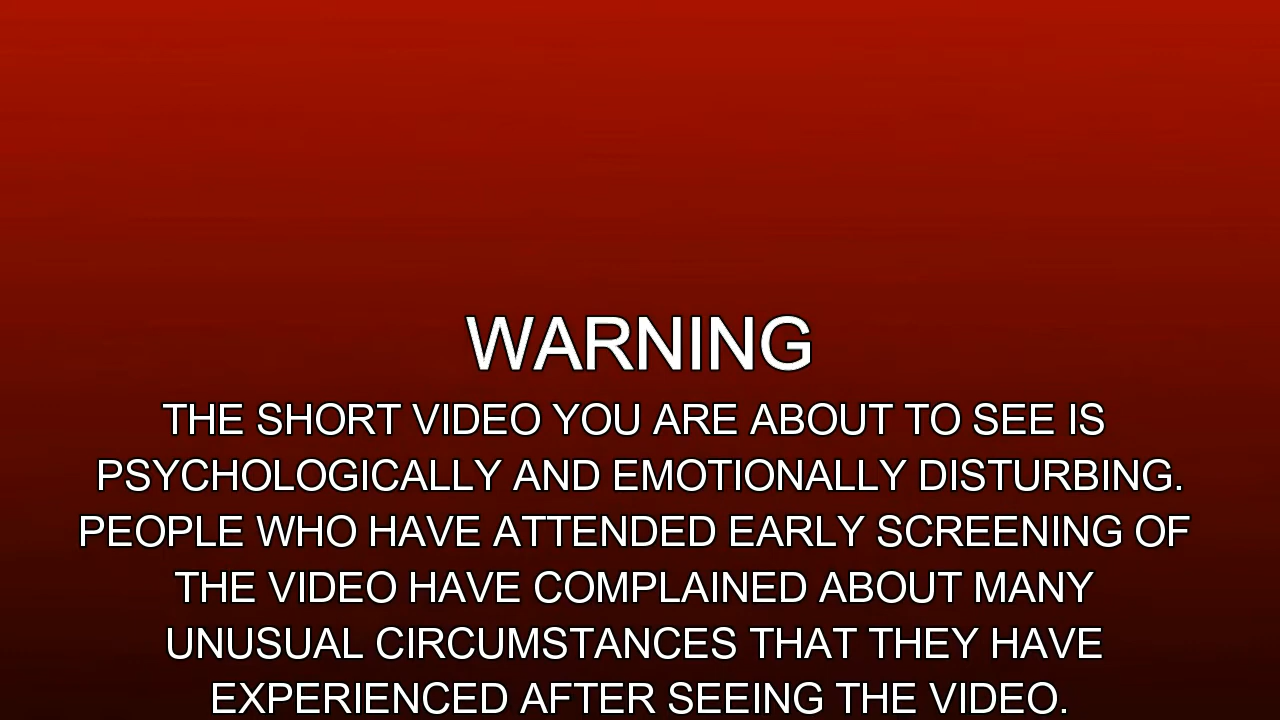 WARNING
THE SHORT VIDEO YOU ARE ABOUT TO SEE IS
PSYCHOLOGICALLY AND EMOTIONALLY DISTURBING.
PEOPLE WHO HAVE ATTENDED EARLY SCREENING OF
THE VIDEO HAVE COMPLAINED ABOUT MANY
UNUSUAL CIRCUMSTANCES THAT THEY HAVE
EXPERIENCED AFTER SEEING THE VIDEO.